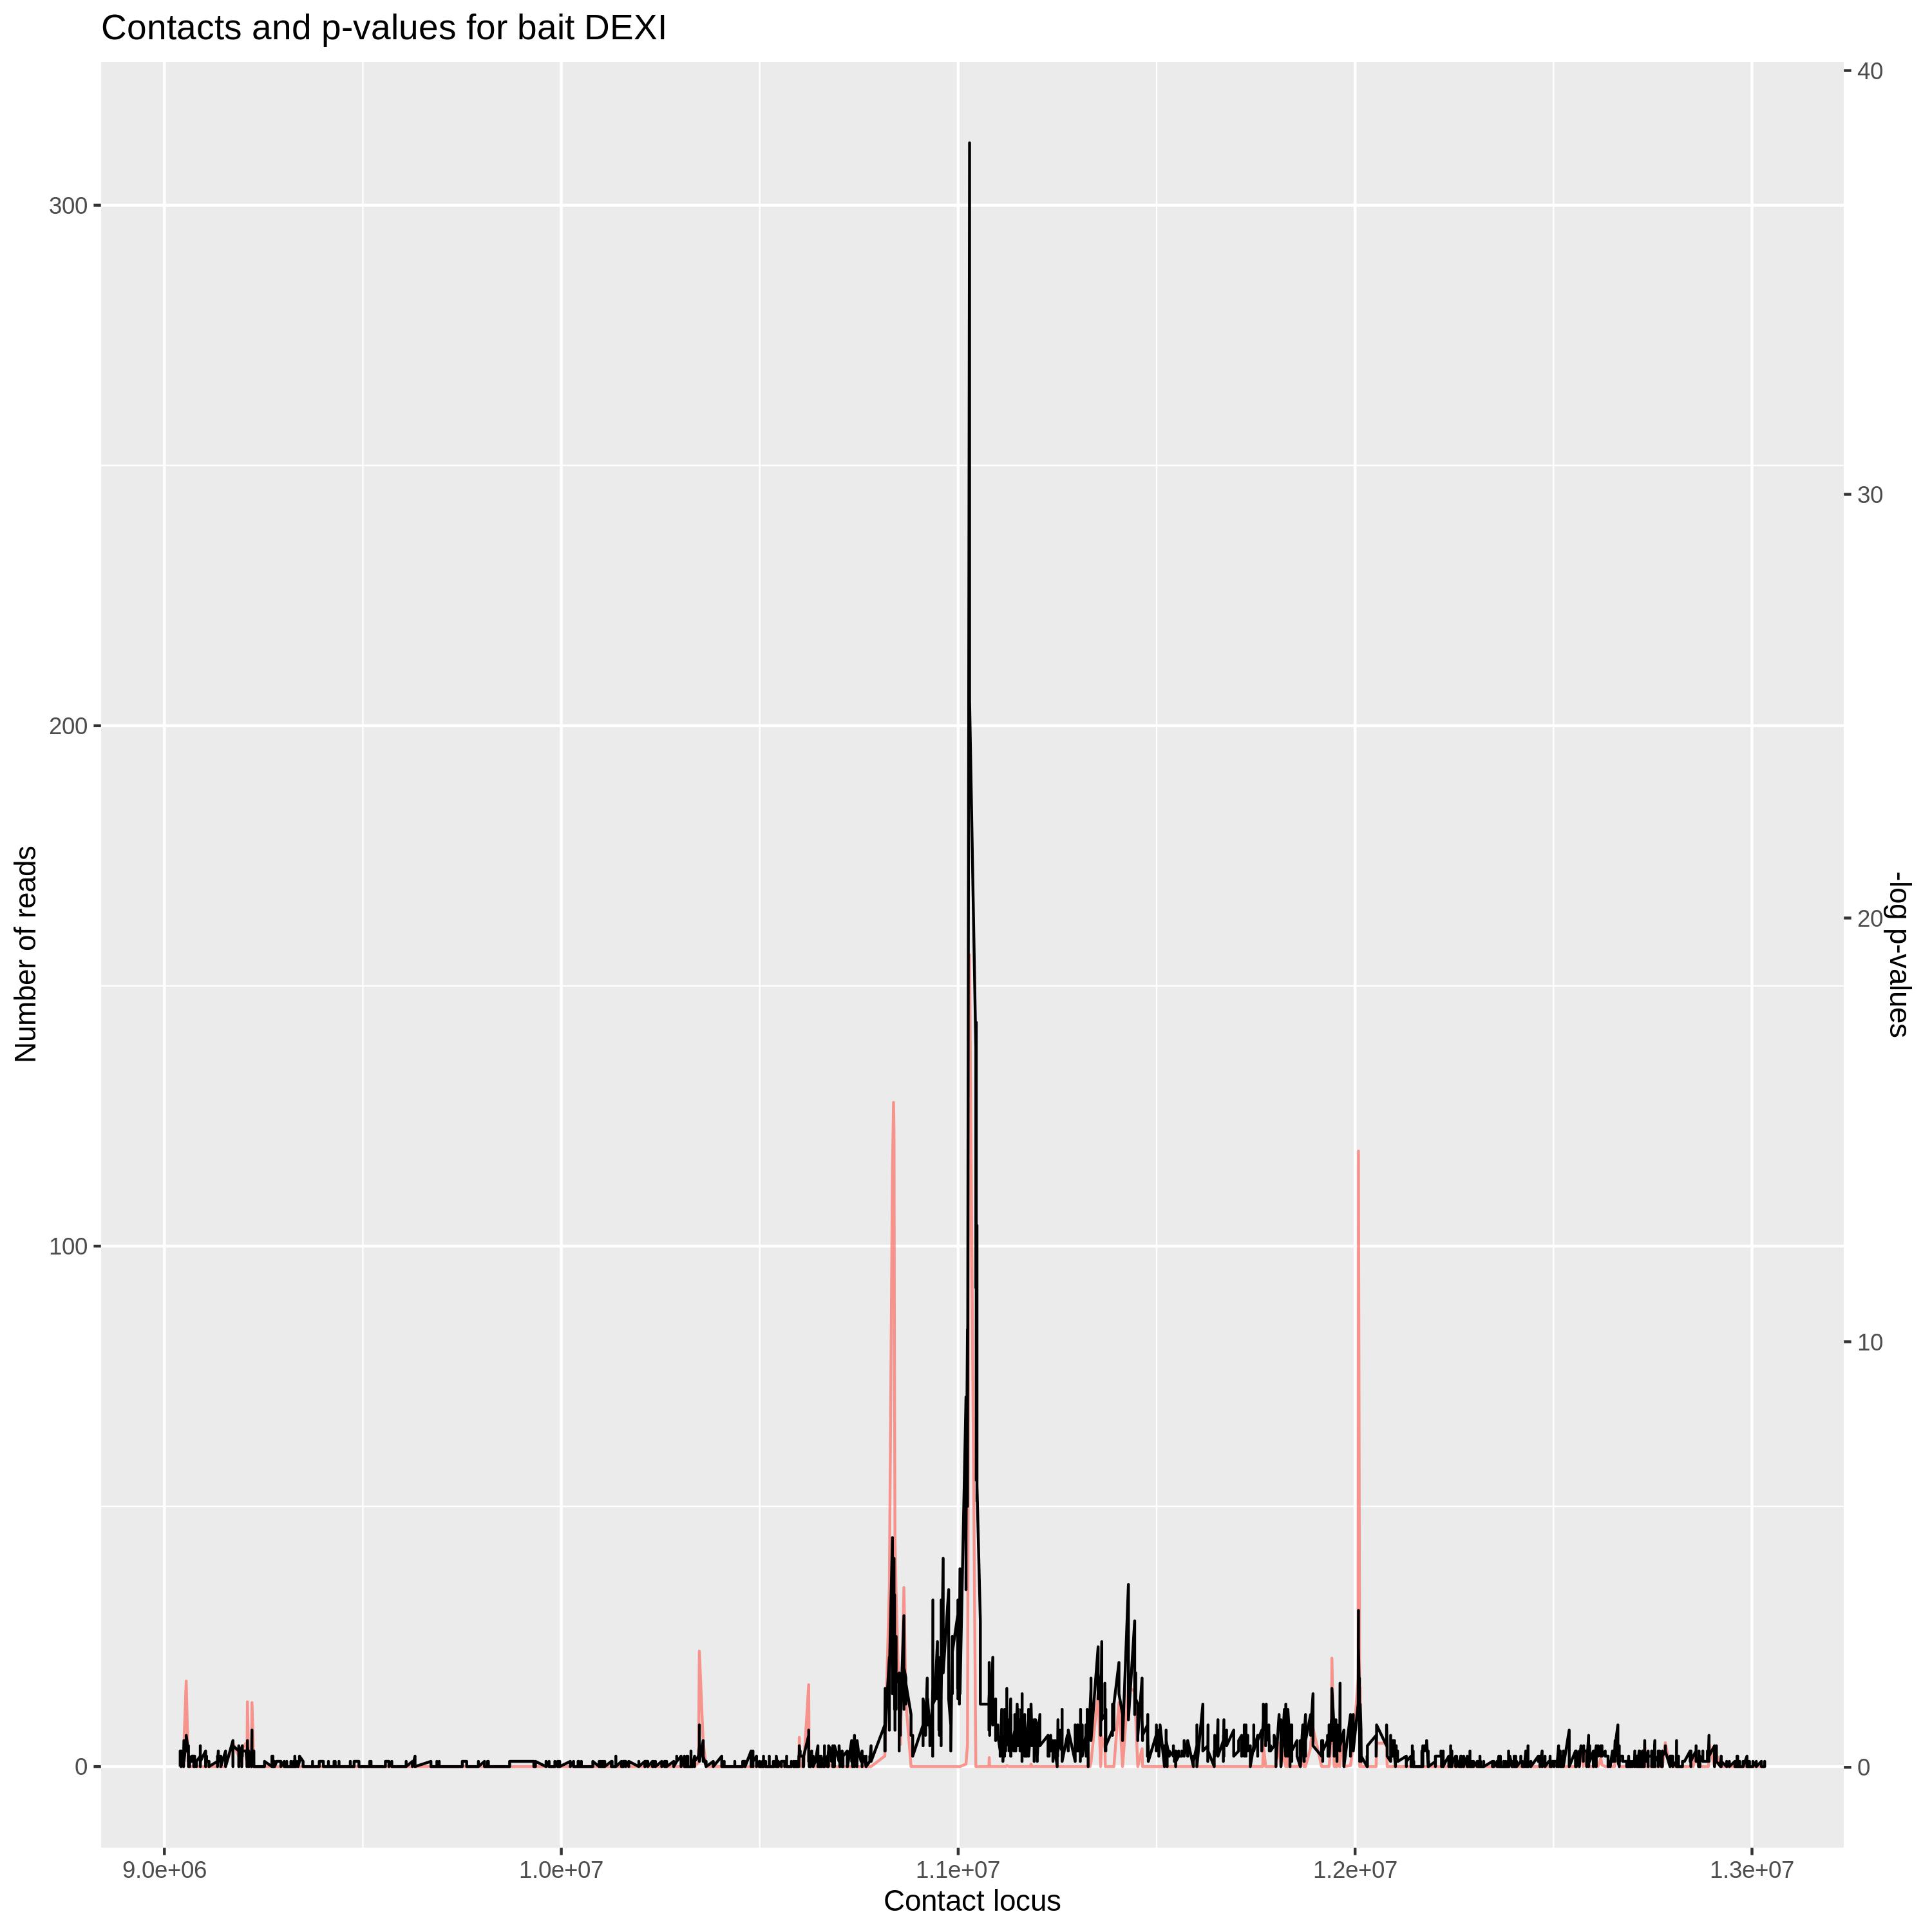 Contacts and p-values for bait DEXI
40
300
30
200
20
Number of reads
-log p-values
100
10
0
0
9.0e+06
1.0e+07
1.1e+07
1.2e+07
1.3e+07
Contact locus